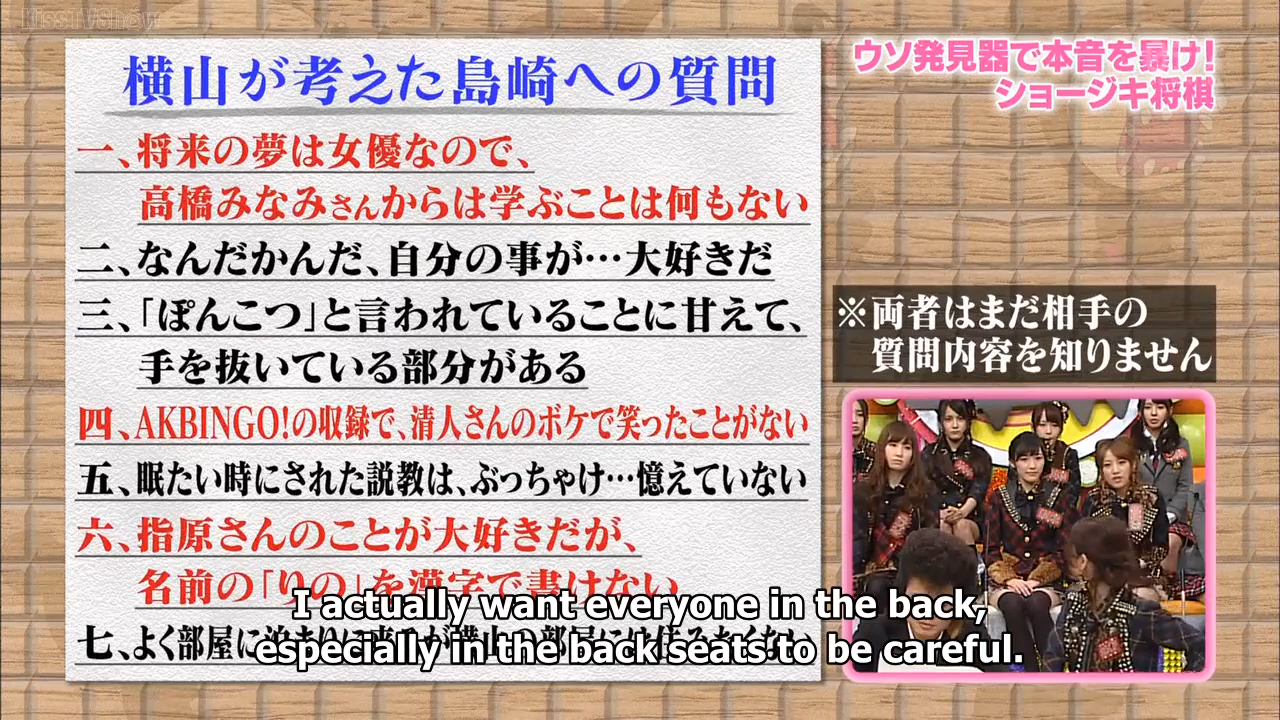 KissTVShow
ウソ発見器で本音を暴け!
ショージキ将棋
横山が考えた島崎への質問
一、将来の夢は女優なので、
高橋みなみさんからは学ぶことは何もない
二、なんだかんだ、自分の事が…大好きだ
三、「ぽんこつ」と言われていることに甘えて、
手を抜いている部分がある
四、AKBINGO!の収録で、清人さんのボケで笑ったことがない
五、眠たい時にされた説教は、ぶっちゃけ…憶えていない
六、指原さんのことが大好きだが、
名前の「りの」を漢字で書けない
七、よく部屋に泊まりに
※両者はまだ相手の
質問内容を知りません
I actually want everyone in the back,
especially in the back seats to be careful.